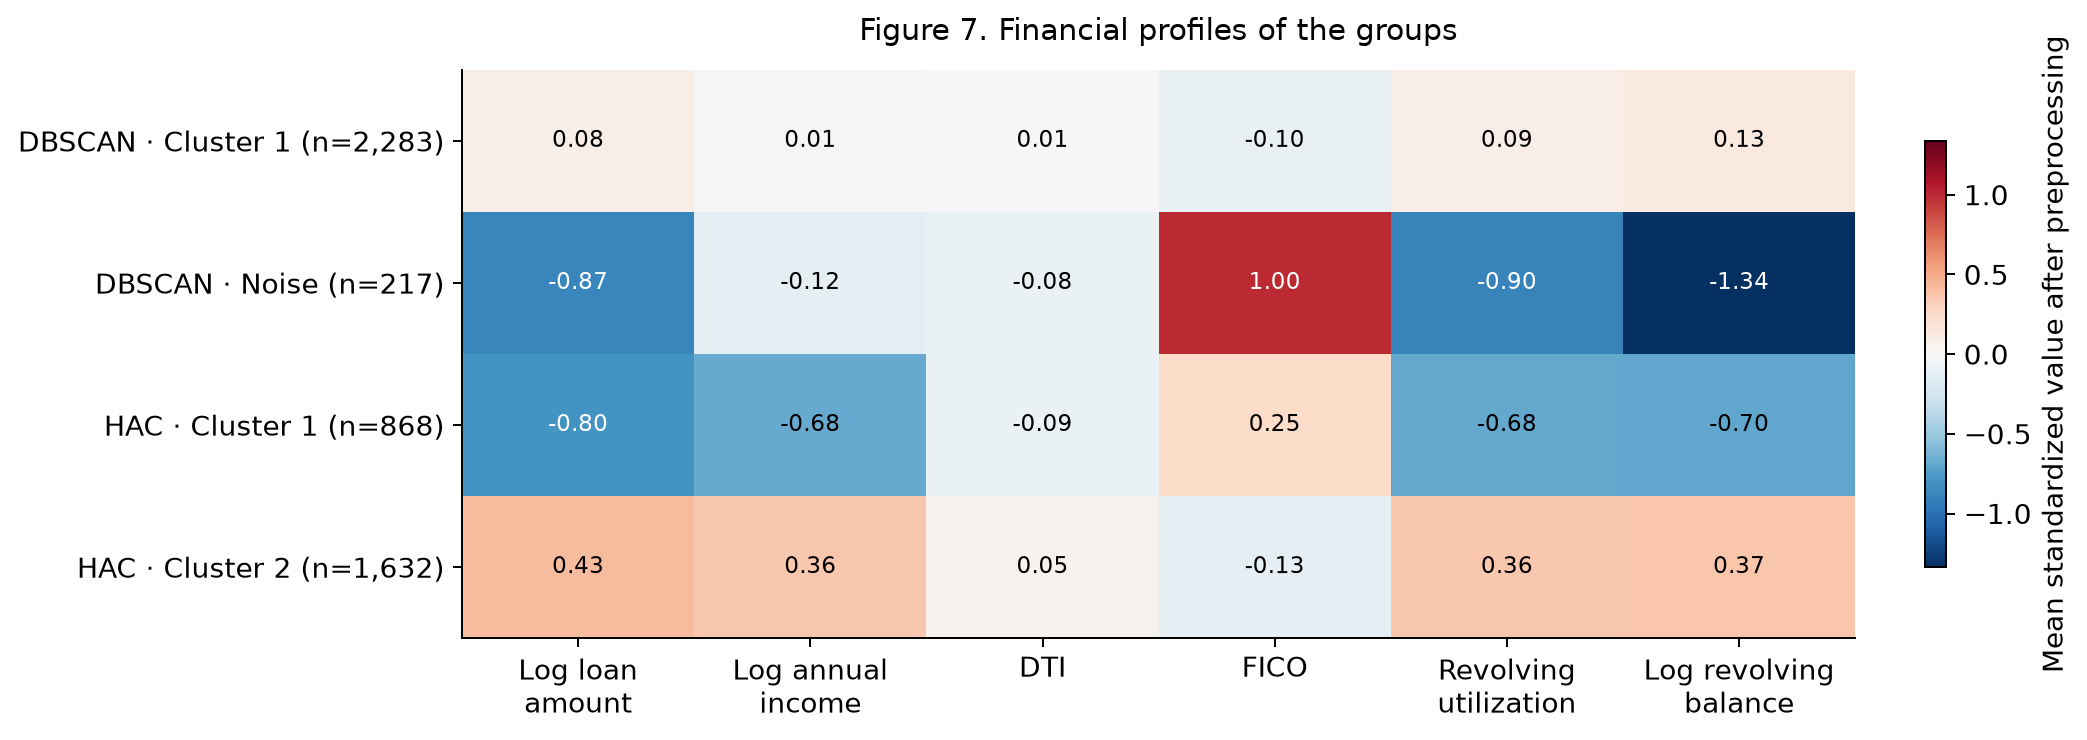 Figure 7. Financial profiles of the groups
DBSCAN · Cluster 1 (n=2,283)
0.08
0.01
0.01
-0.10
0.09
0.13
DBSCAN · Noise (n=217)
-0.87
-0.12
-0.08
1.00
-0.90
-1.34
HAC · Cluster 1 (n=868)
-0.80
-0.68
-0.09
0.25
-0.68
-0.70
HAC · Cluster 2 (n=1,632)
0.43
0.36
0.05
-0.13
0.36
0.37
Log loan
amount
Log annual
income
DTI
FICO
Revolving
utilization
Log revolving
balance
1.0
0.5
0.0
−0.5
−1.0
Mean standardized value after preprocessing